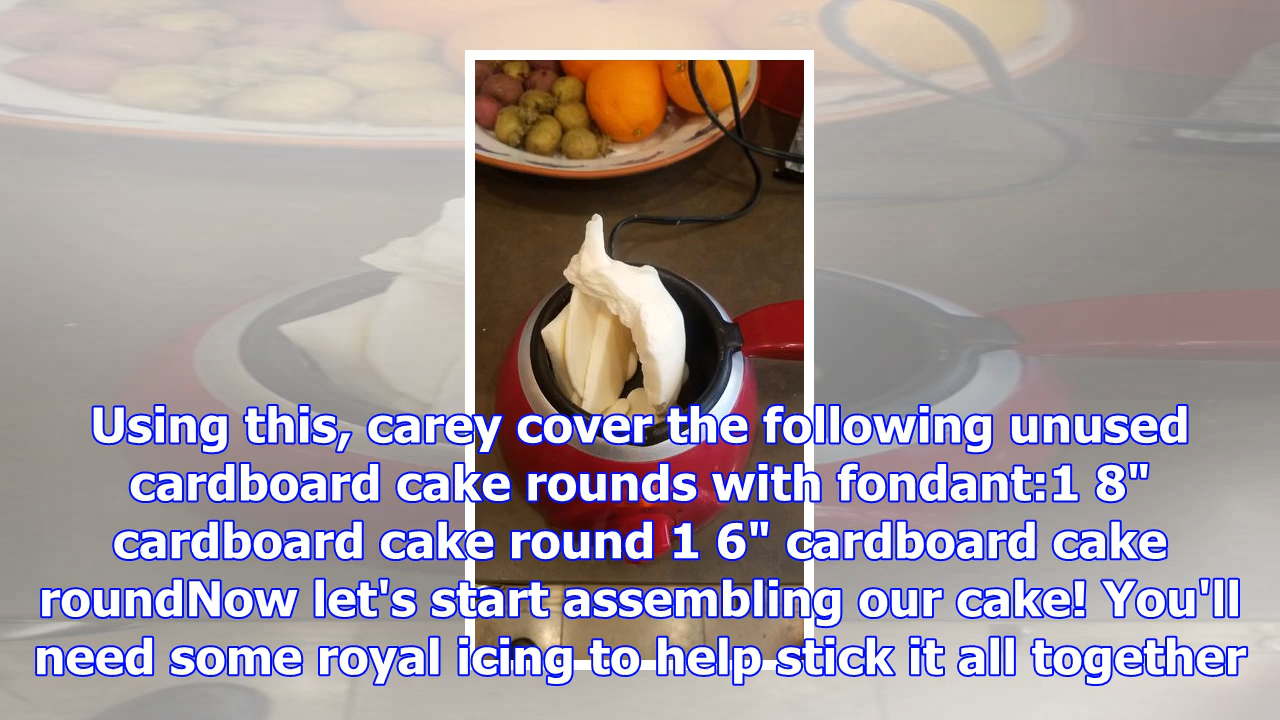 Using this, carey cover the following unused
cardboard cake rounds with fondant:1 8"
cardboard cake round 1 6" cardboard cake
roundNow let's start assembling our cake! You'll
need some royal icing to help stick it all together